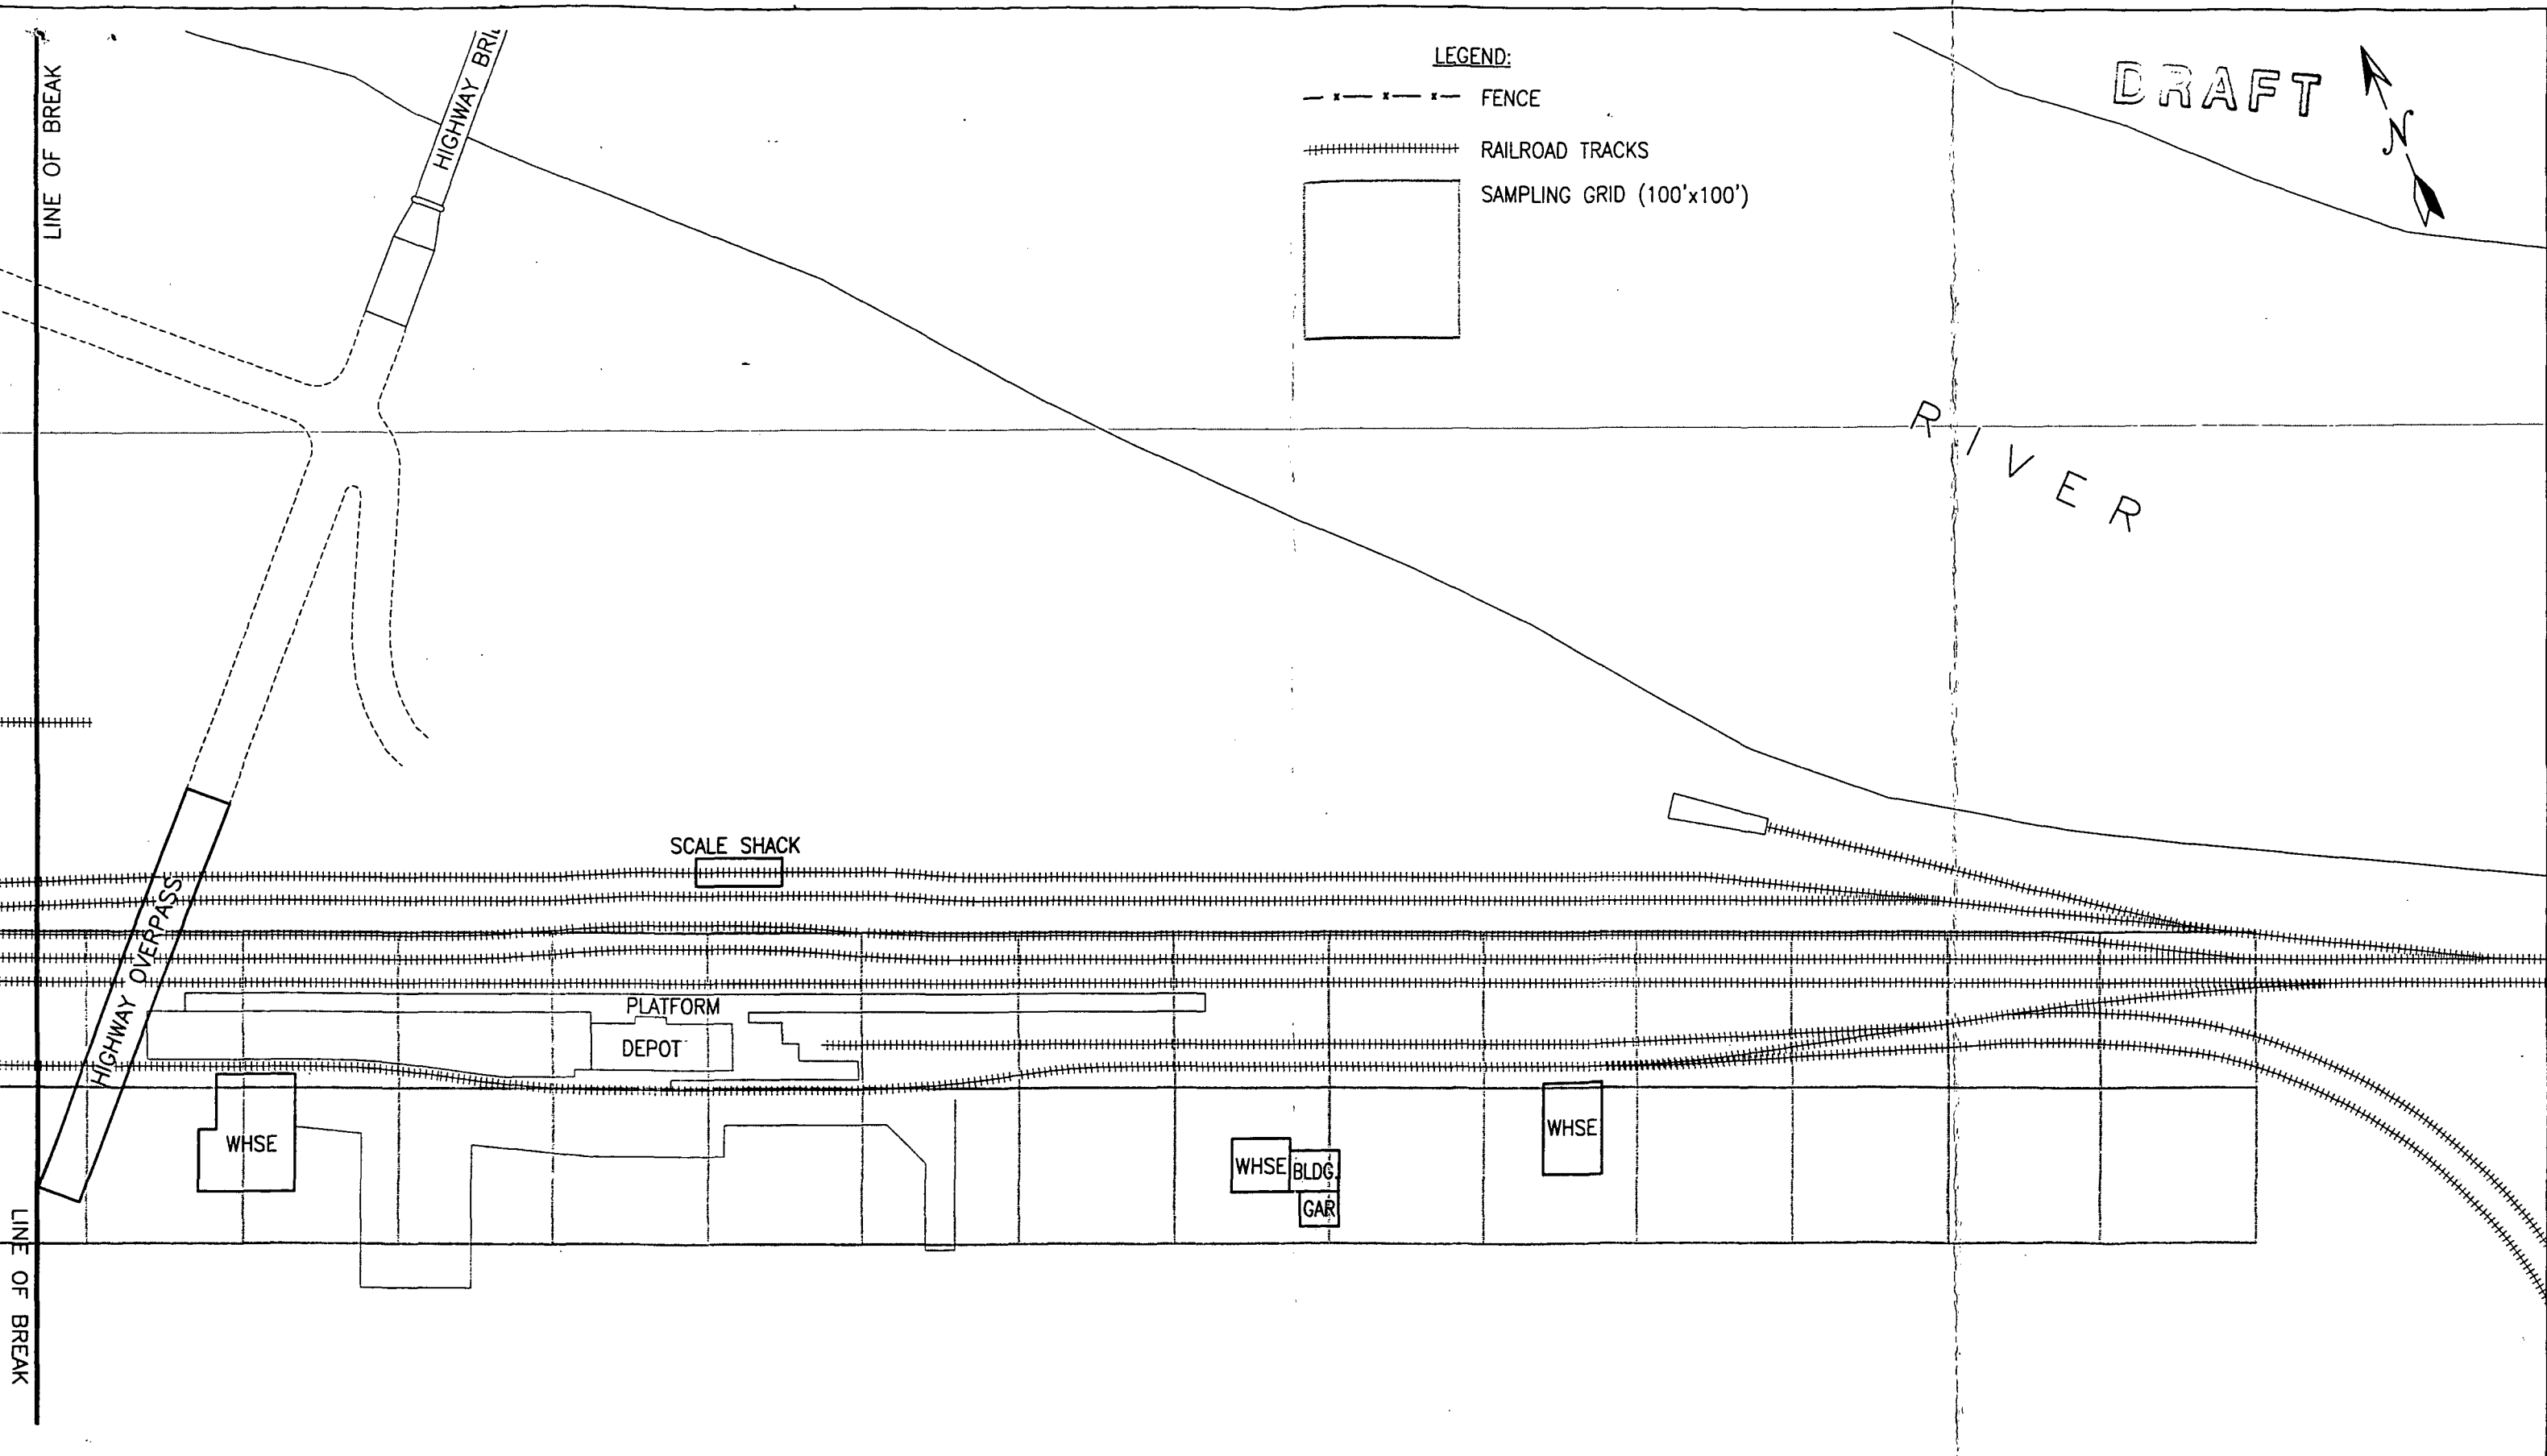 LINE OF BREAK
HIGHWAY BRI
LEGEND:
FENCE
RAILROAD TRACKS
SAMPLING GRID (100'x100')
DRAFT
N
RIVER
SCALE SHACK
HIGHWAY OVERPASS
PLATFORM
DEPOT
WHSE
WHSE
BLDG.
GAR
WHSE
LINE OF BREAK